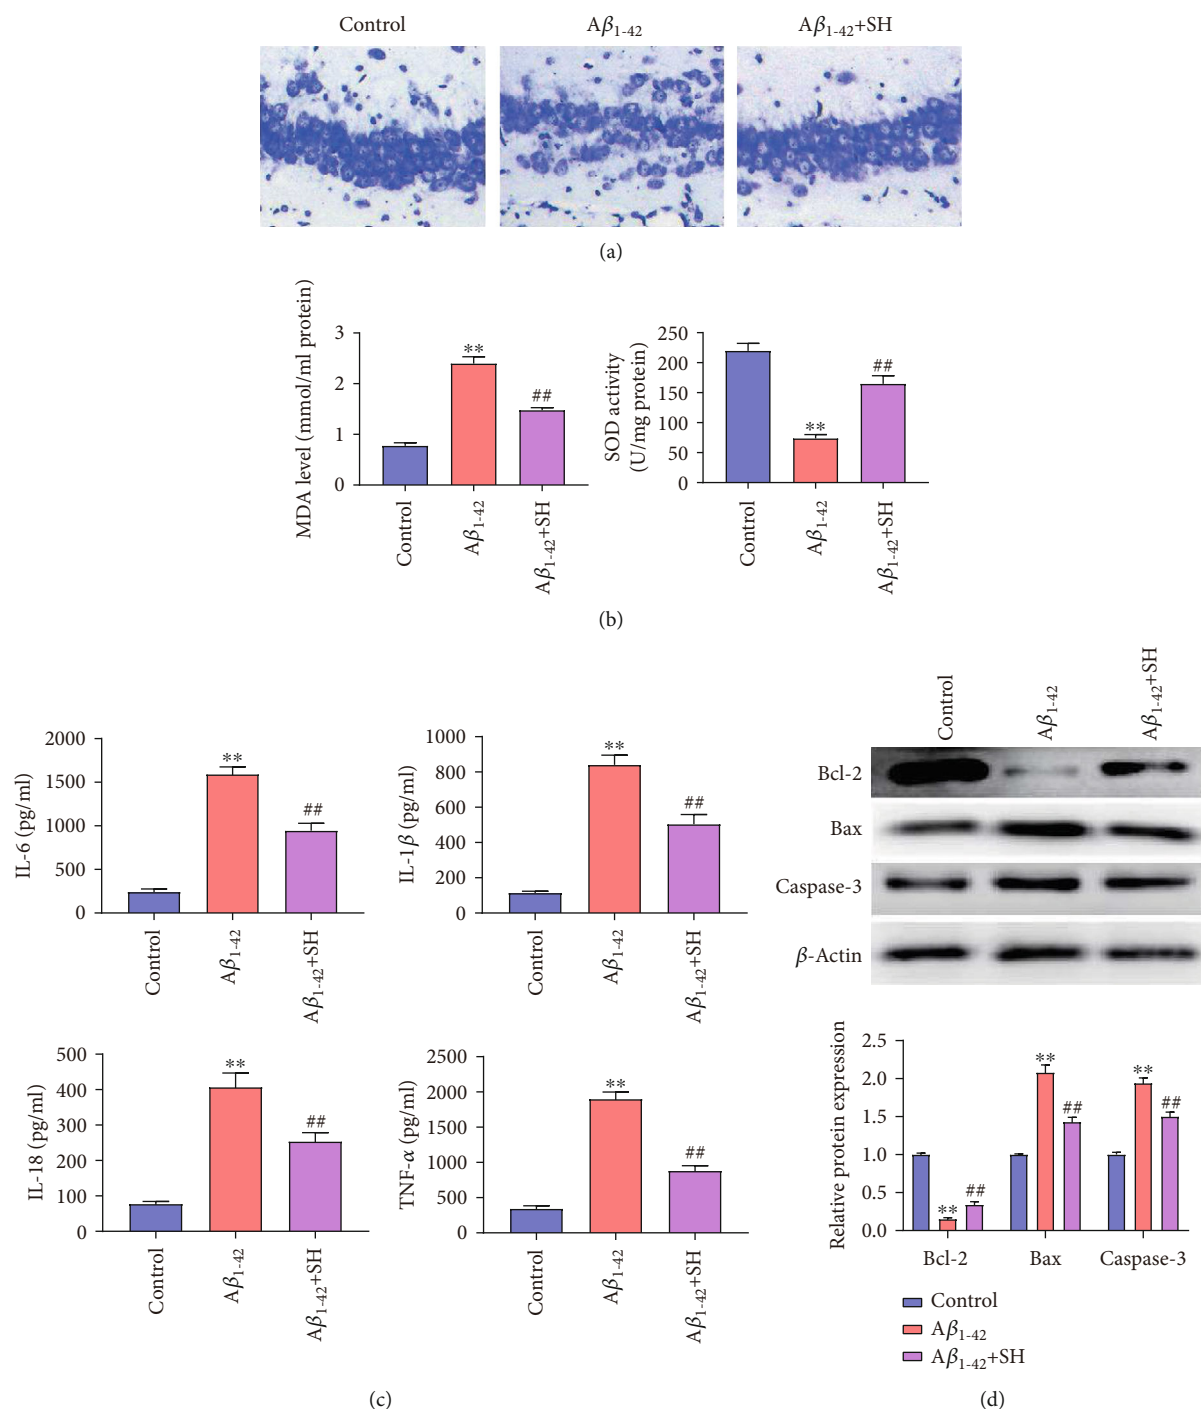 Control
Aβ1-42
Aβ1-42+SH
(a)
MDA level (mmol/ml protein)
3
2
1
0
**
##
Control
Aβ1-42
Aβ1-42+SH
SOD activity
(U/mg protein)
250
200
150
100
50
0
**
##
Control
Aβ1-42
Aβ1-42+SH
(b)
IL-6 (pg/ml)
2000
1500
1000
500
0
**
##
Control
Aβ1-42
Aβ1-42+SH
IL-1β (pg/ml)
1000
800
600
400
200
0
**
##
Control
Aβ1-42
Aβ1-42+SH
IL-18 (pg/ml)
500
400
300
200
100
0
**
##
Control
Aβ1-42
Aβ1-42+SH
TNF-α (pg/ml)
2500
2000
1500
1000
500
0
**
##
Control
Aβ1-42
Aβ1-42+SH
(c)
Control
Aβ1-42
Aβ1-42+SH
Bcl-2
Bax
Caspase-3
β-Actin
Relative protein expression
2.5
2.0
1.5
1.0
0.5
0.0
**
##
**
##
**
##
Bcl-2
Bax
Caspase-3
Control
Aβ1-42
Aβ1-42+SH
(d)